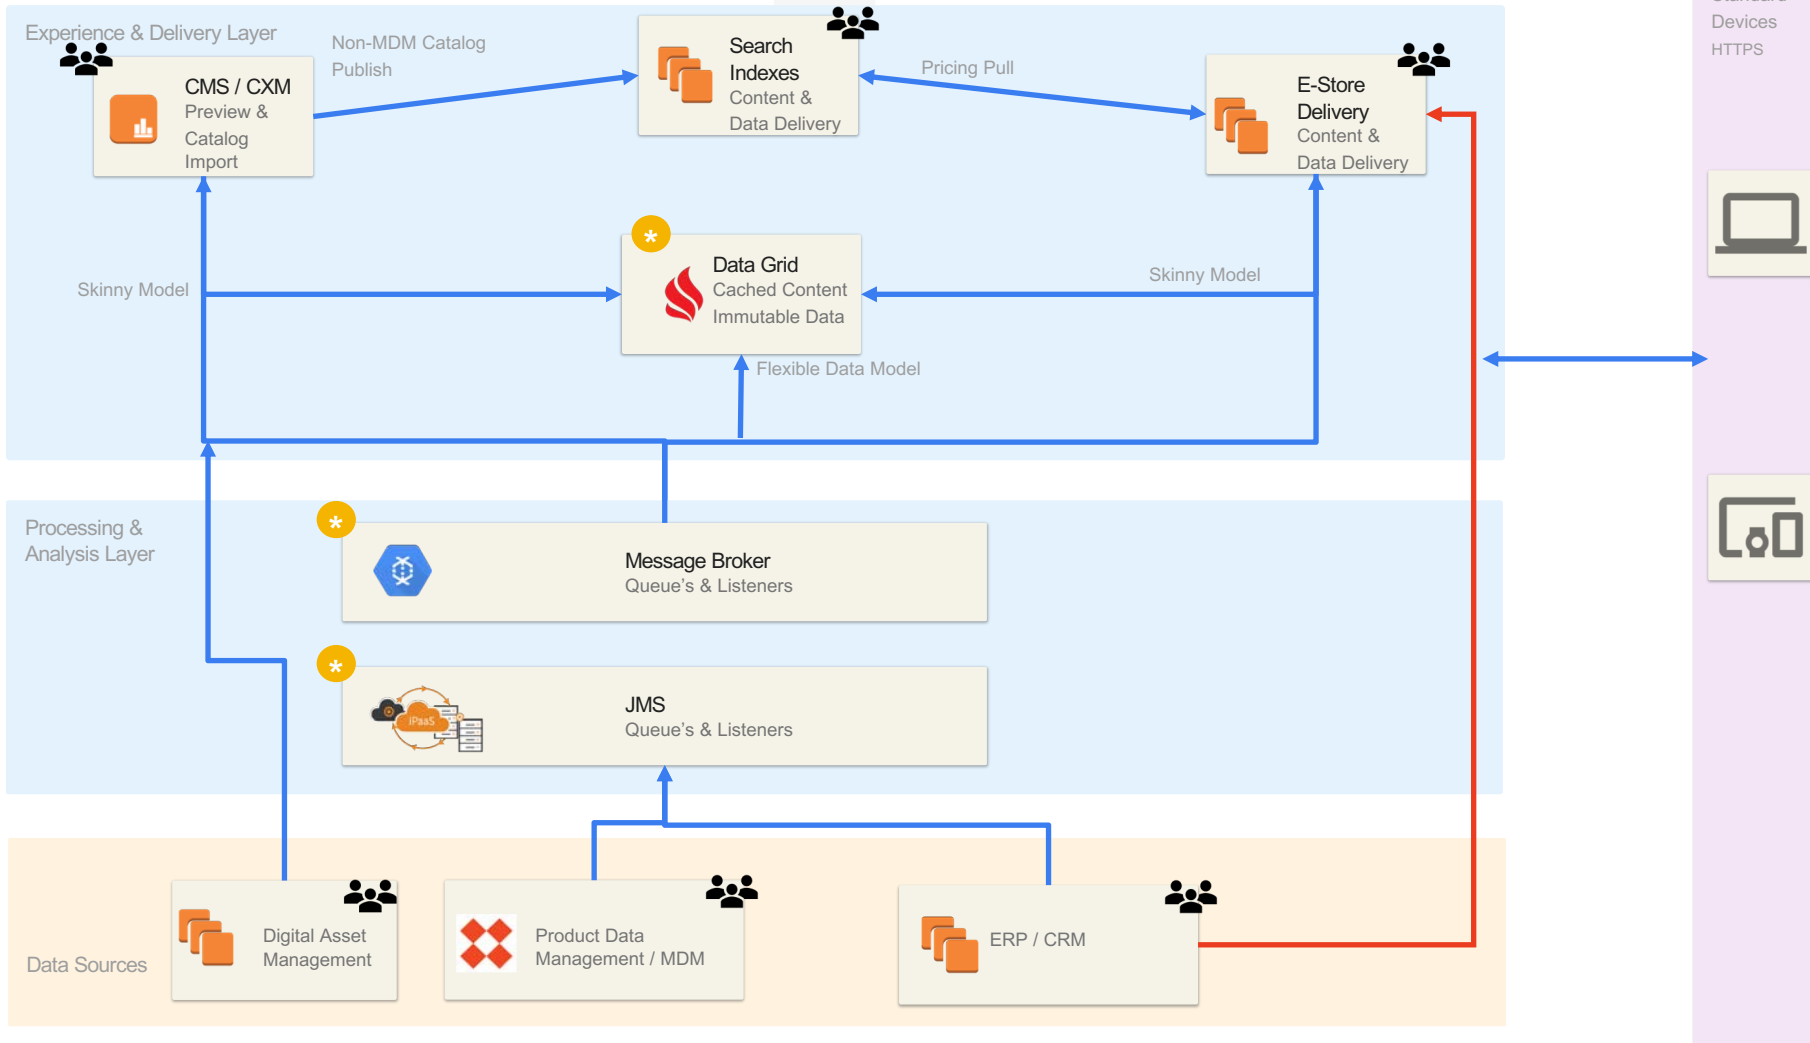 Experience & Delivery Layer
CMS / CXM
Preview &
Catalog
Import
Non-MDM Catalog
Publish
Search
Indexes
Content &
Data Delivery
Pricing Pull
E-Store
Delivery
Content &
Data Delivery
Standard
Devices
HTTPS
*
Data Grid
Cached Content
Immutable Data
Skinny Model
Skinny Model
Flexible Data Model
Processing &
Analysis Layer
*
Message Broker
Queue's & Listeners
*
iPaaS
JMS
Queue's & Listeners
Data Sources
Digital Asset
Management
Product Data
Management / MDM
ERP / CRM